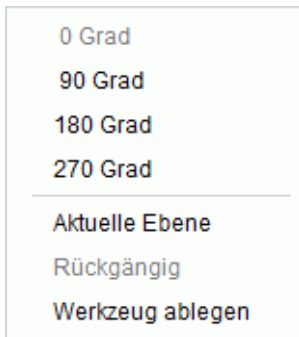 0 Grad
90 Grad
180 Grad
270 Grad
Aktuelle Ebene
Rückgängig
Werkzeug ablegen